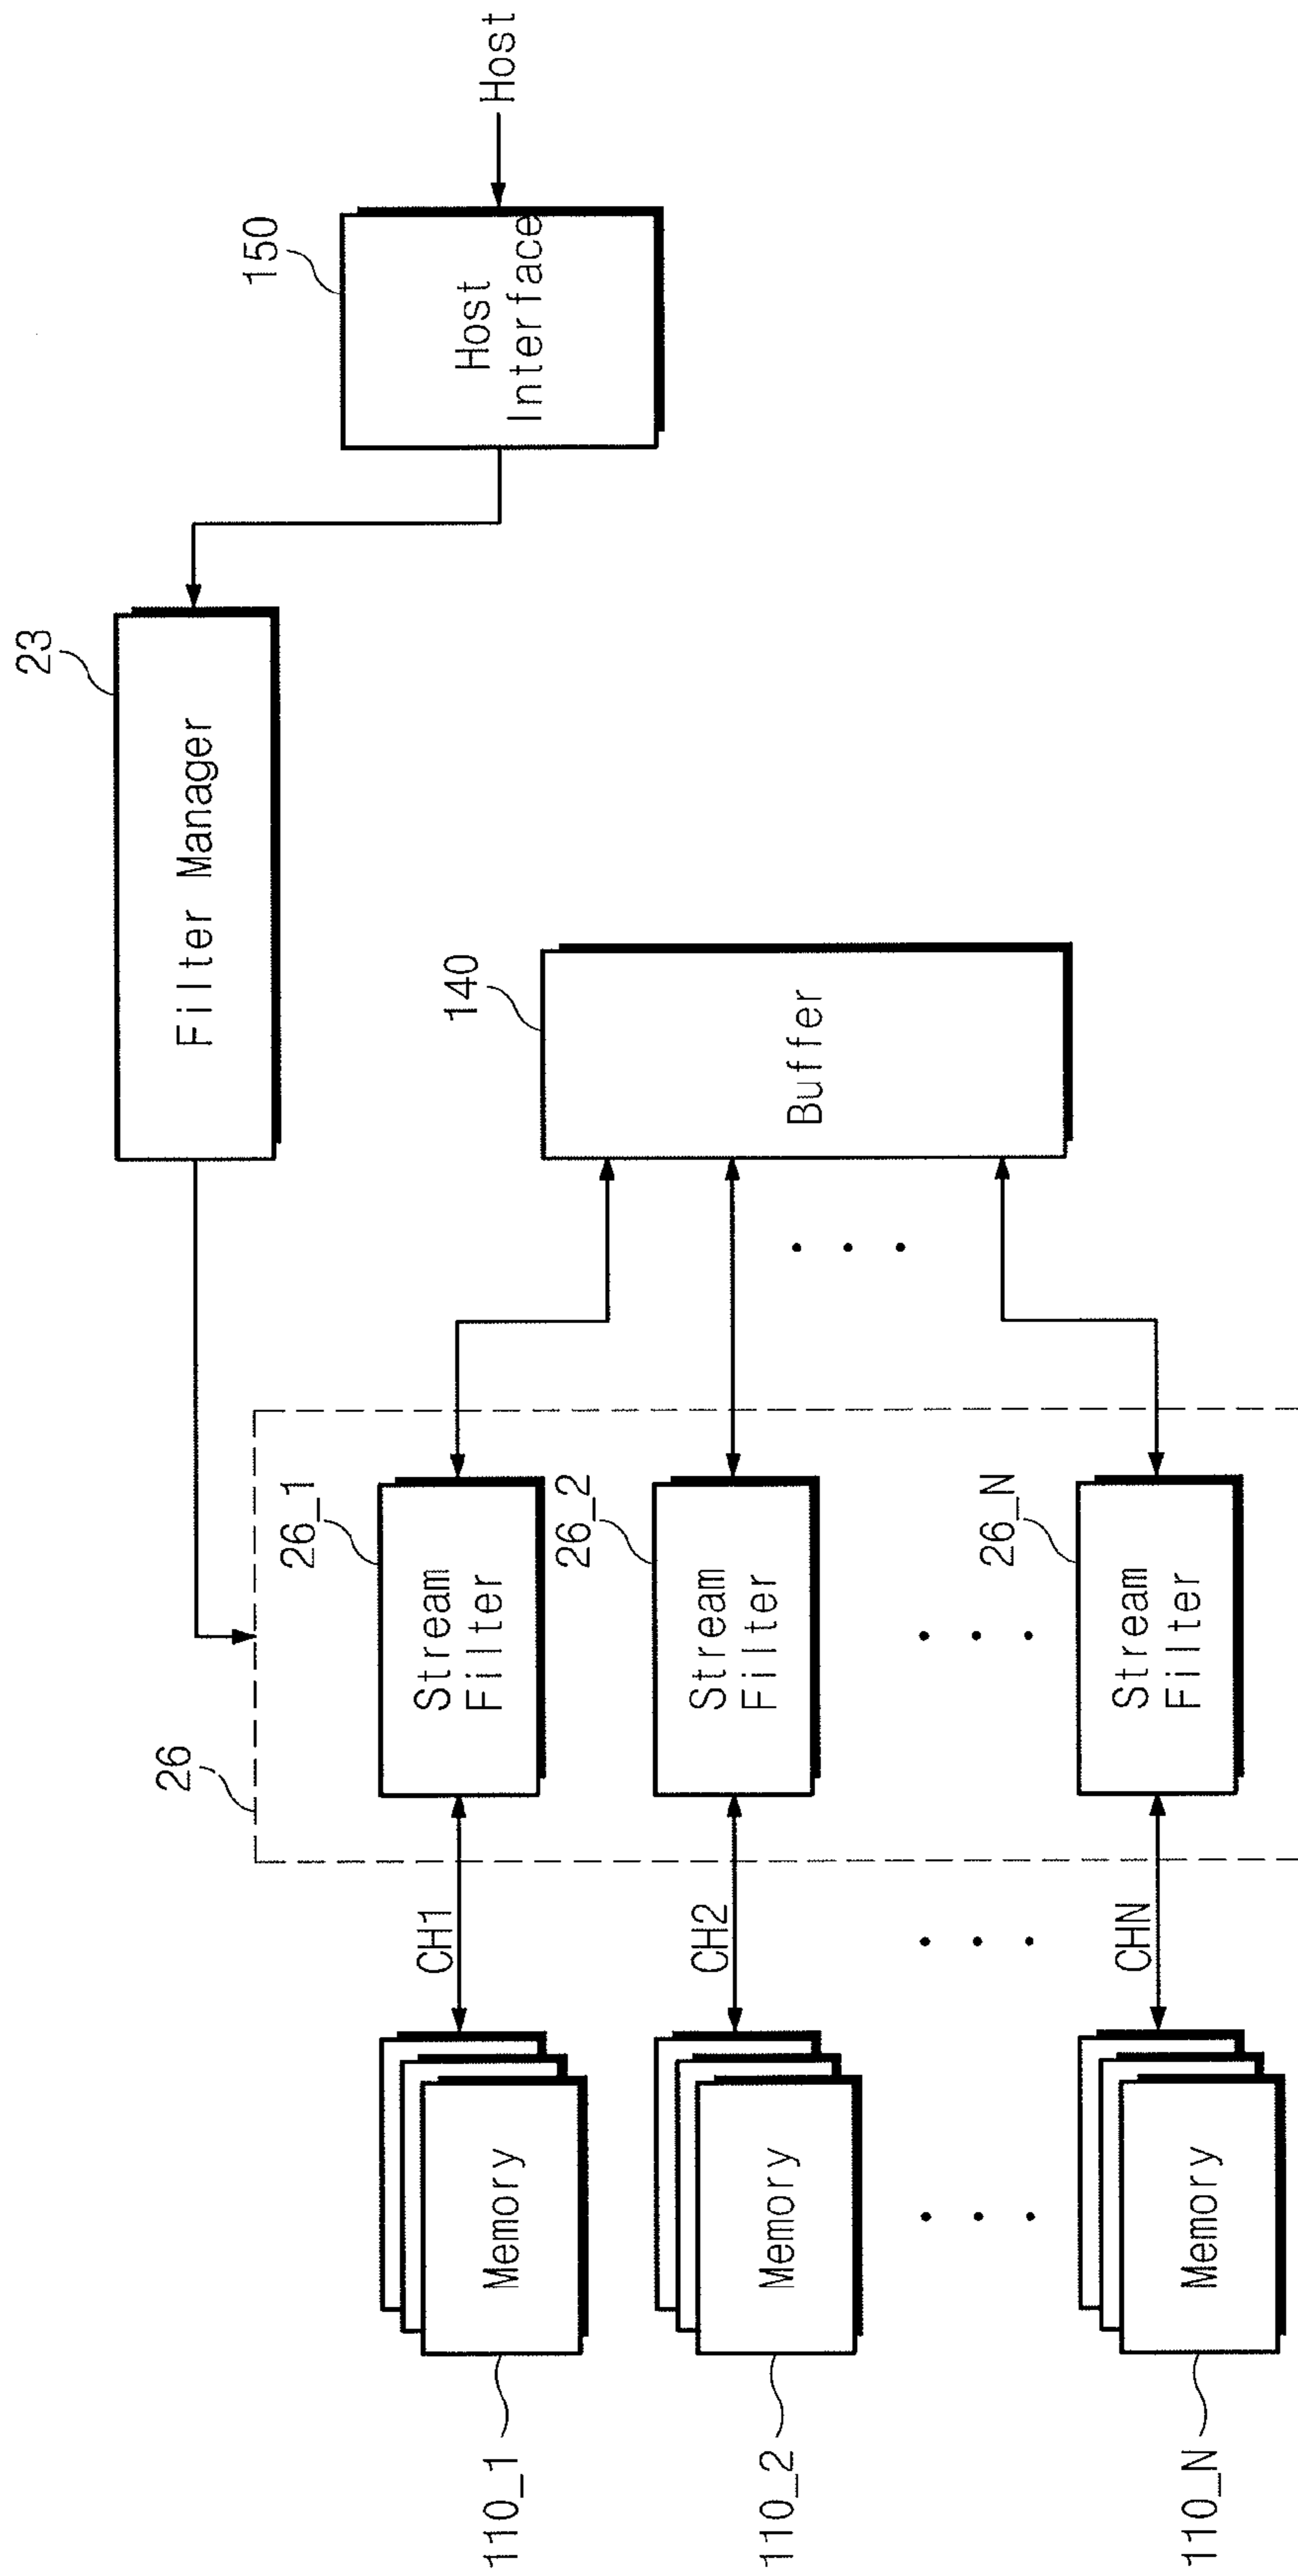 23
Filter Manager
150
Host
Interface
Host
26
140
Buffer
110_1
Memory
CH1
Stream
Filter
26_1
110_2
Memory
CH2
Stream
Filter
26_2
110_N
Memory
CHN
Stream
Filter
26_N